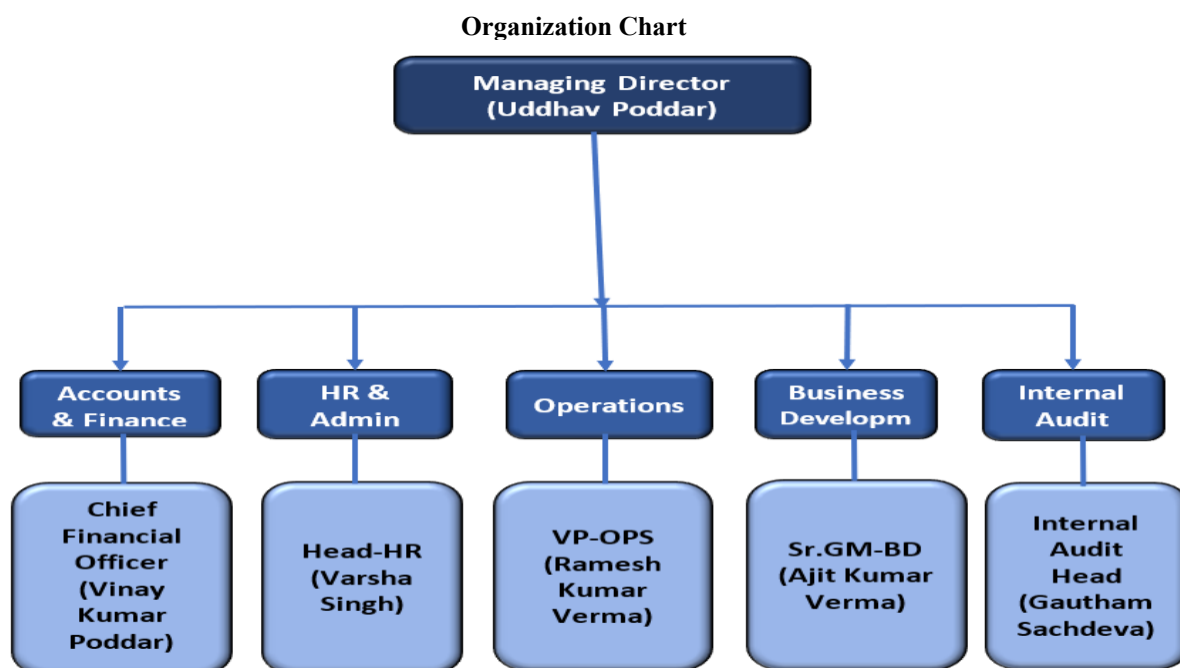 Organization Chart
Managing Director
(Uddhav Poddar)
Accounts
& Finance
HR &
Admin
Operations
Business
Developm
Internal
Audit
Chief
Financial
Officer
(Vinay
Kumar
Poddar)
Head-HR
(Varsha
Singh)
VP-OPS
(Ramesh
Kumar
Verma)
Sr.GM-BD
(Ajit Kumar
Verma)
Internal
Audit
Head
(Gautham
Sachdeva)